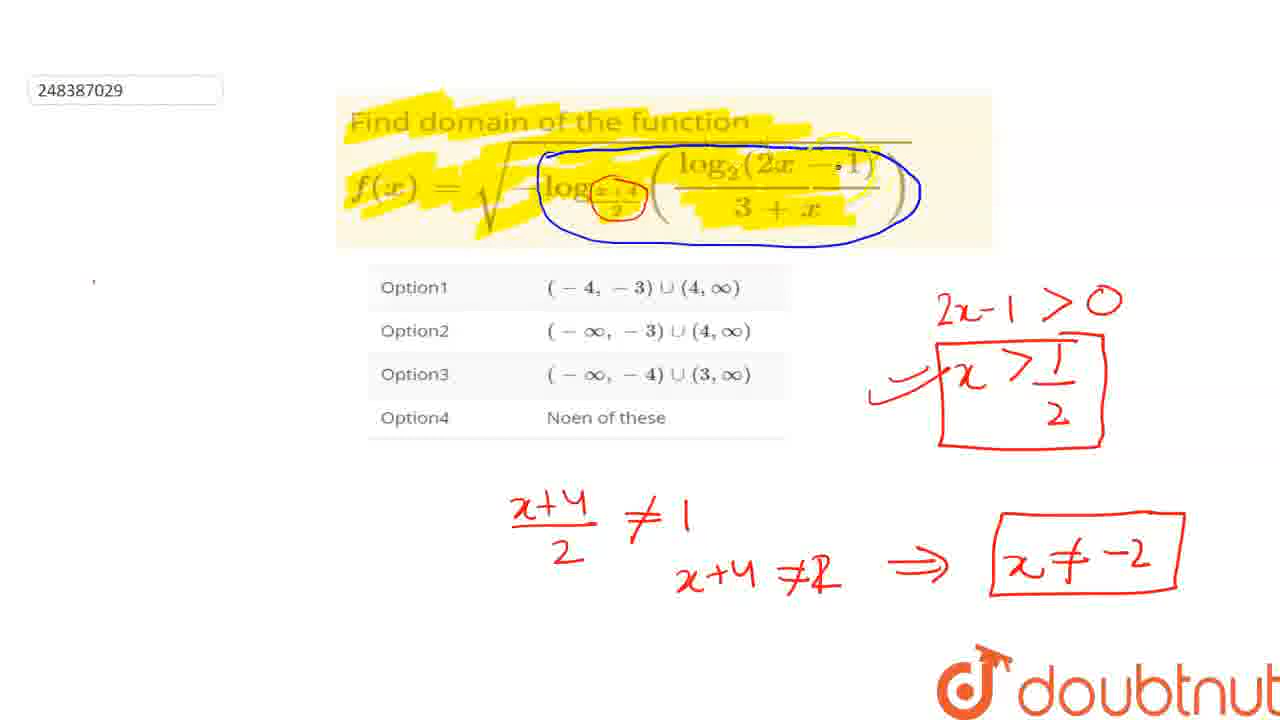 248387029
Find domain of the function
f(x) = √(−log_{(x+4)/2} (log₂(2x − 1) / (3 + x)))
Option1 (−4, −3) ∪ (4, ∞)
Option2 (−∞, −3) ∪ (4, ∞)
Option3 (−∞, −4) ∪ (3, ∞)
Option4 Noen of these
2x-1 > 0
x > 1/2
(x+4)/2 ≠ 1
x+4 ≠ 2 ⇒ x ≠ -2
doubtnut